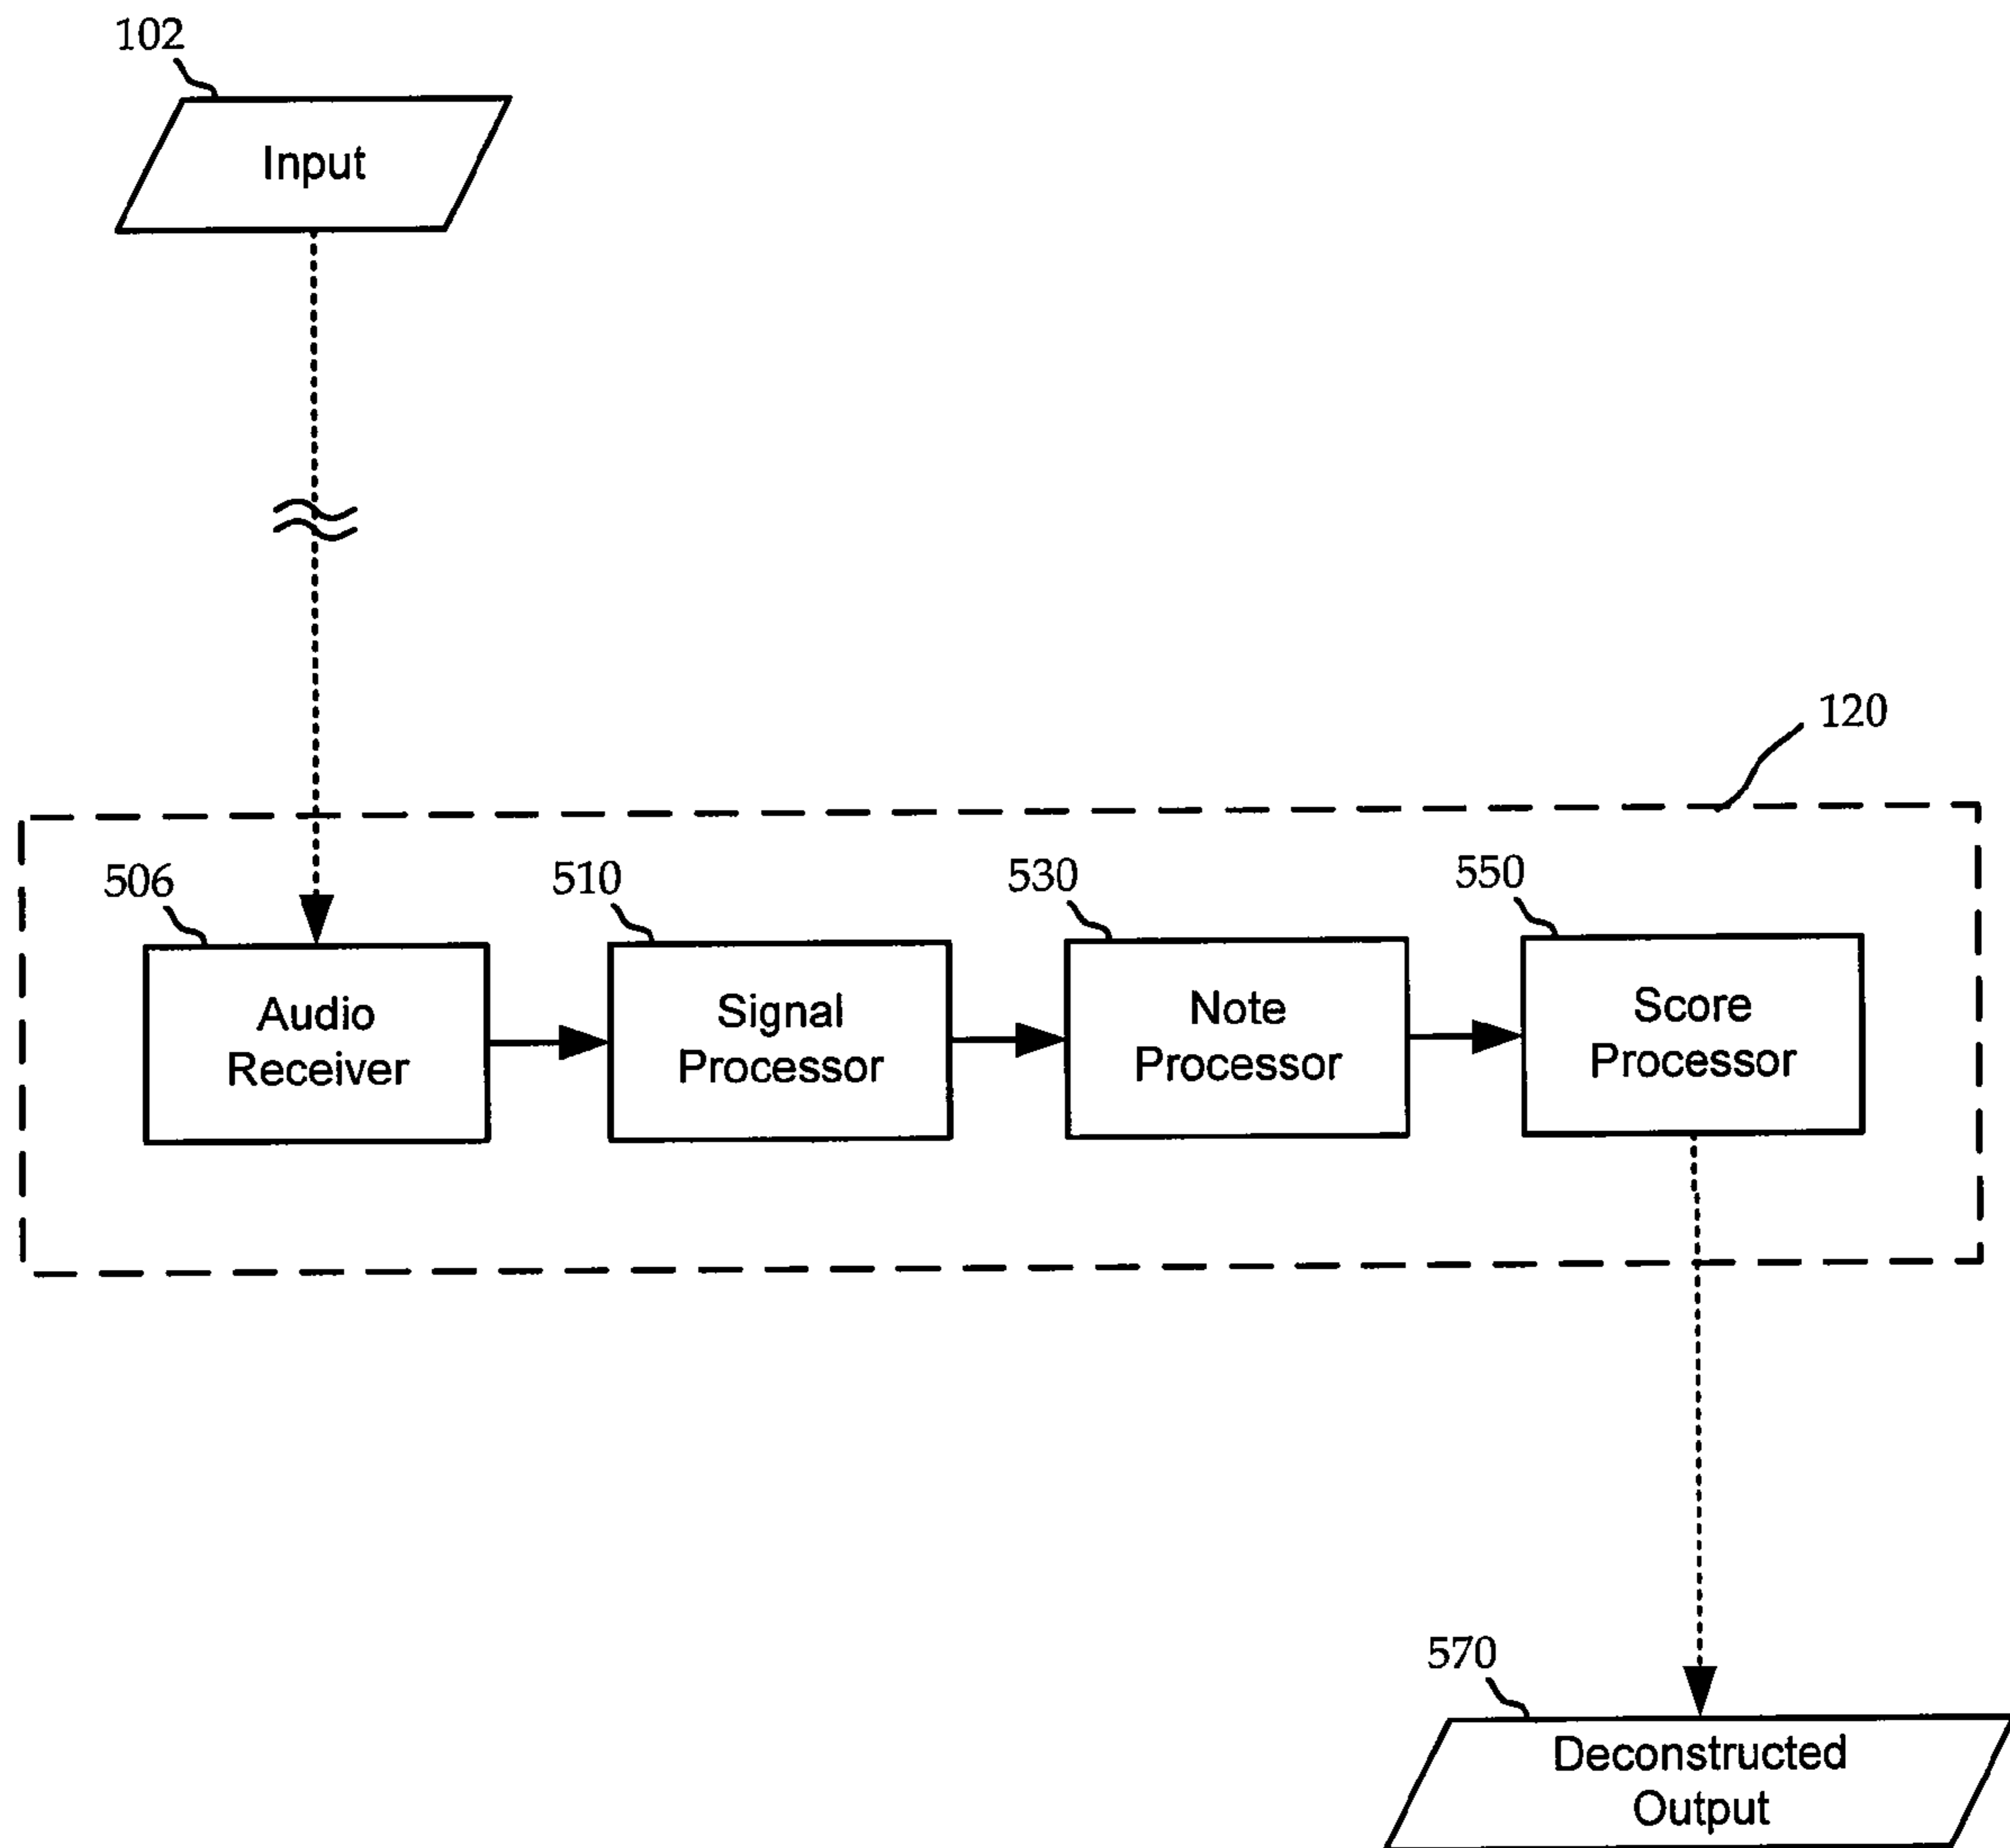 102
Input
120
506
510
530
550
Audio
Receiver
Signal
Processor
Note
Processor
Score
Processor
570
Deconstructed
Output